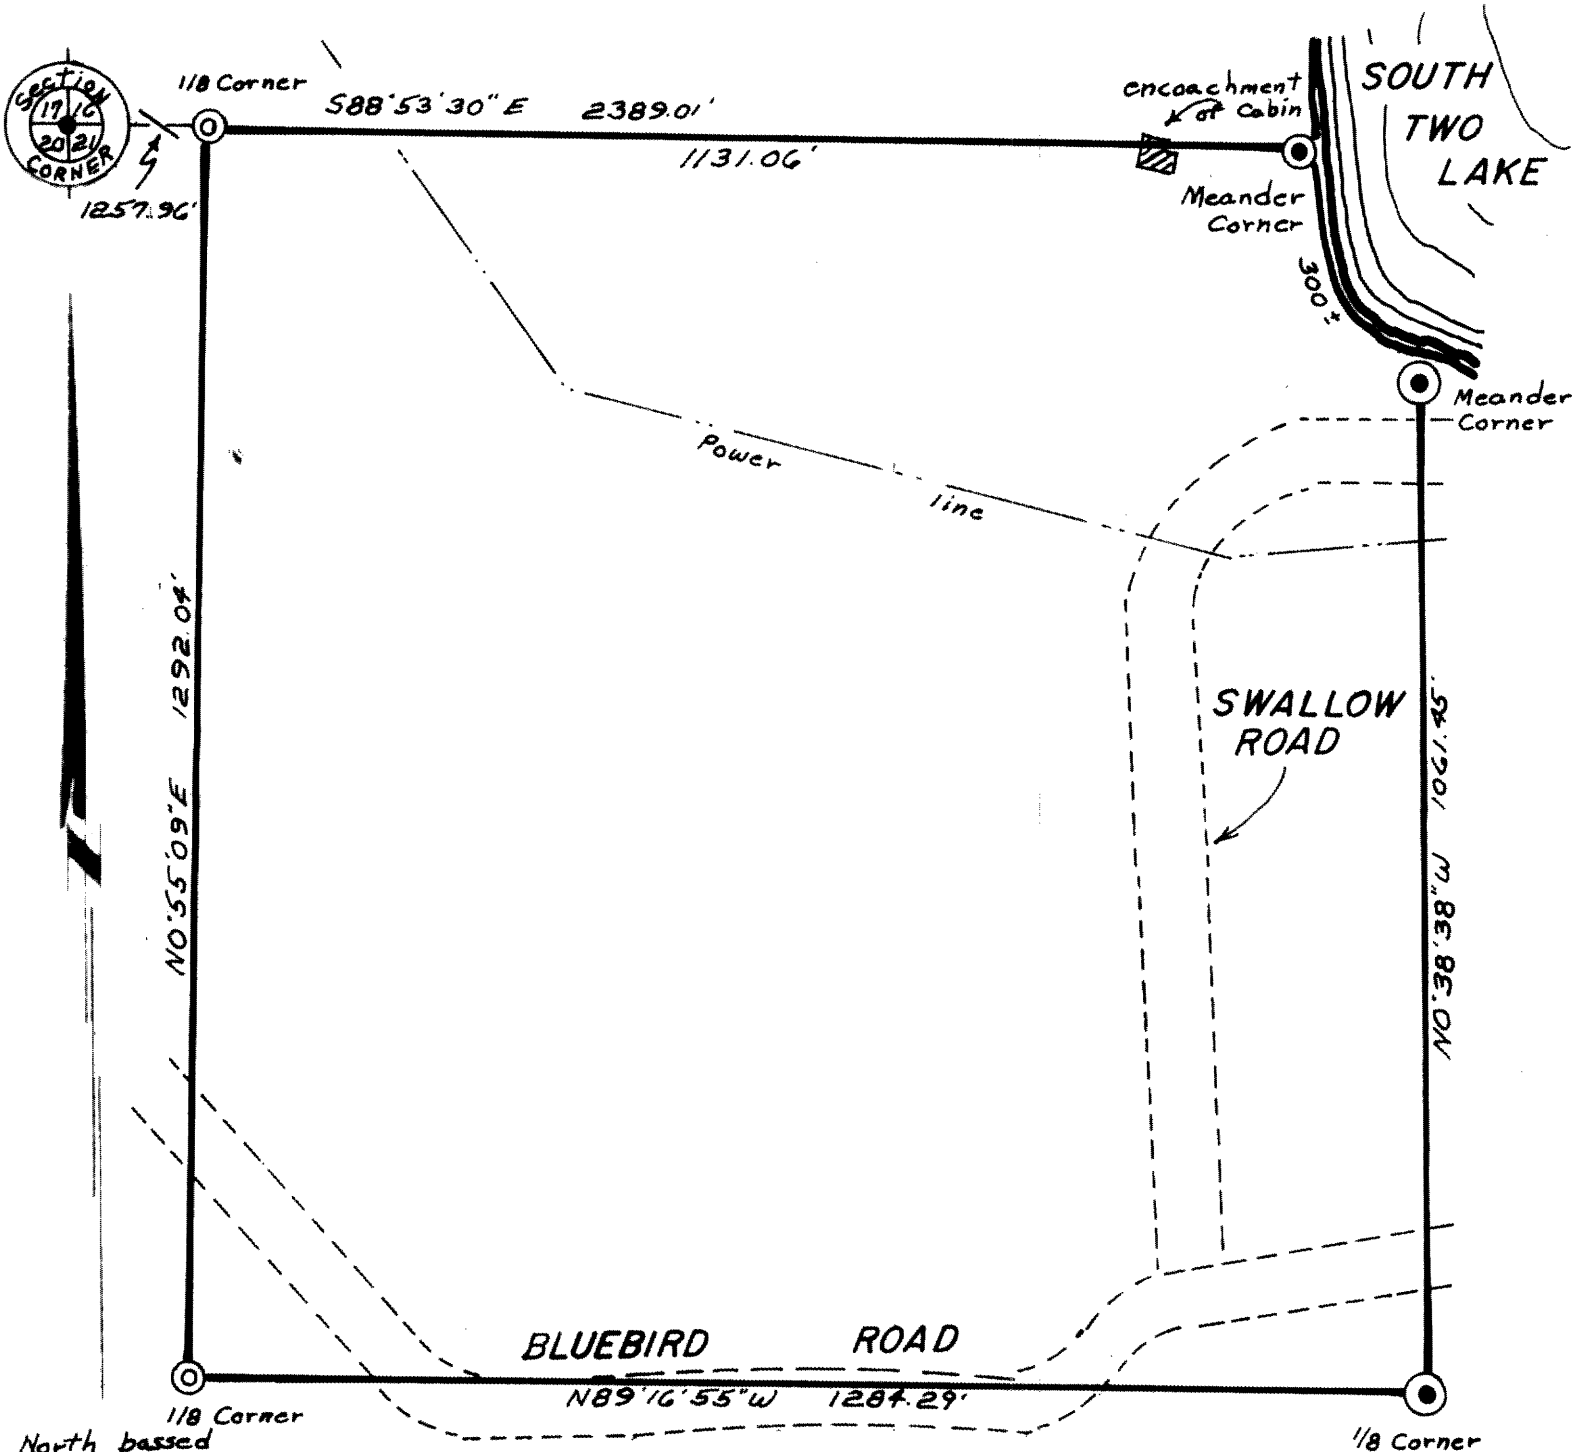 Section
17 16
20 21
CORNER
1/8 Corner
S88°53'30" E 2389.01'
1131.06'
1257.96'
encoachment
of Cabin
SOUTH
TWO
LAKE
Meander
Corner
300'±
Meander
Corner
Power
line
N0°55'09"E 1292.04'
SWALLOW
ROAD
N0°38'38"W 1061.45'
BLUEBIRD ROAD
N89°16'55"W 1284.29'
1/8 Corner
1/8 Corner
North bassed